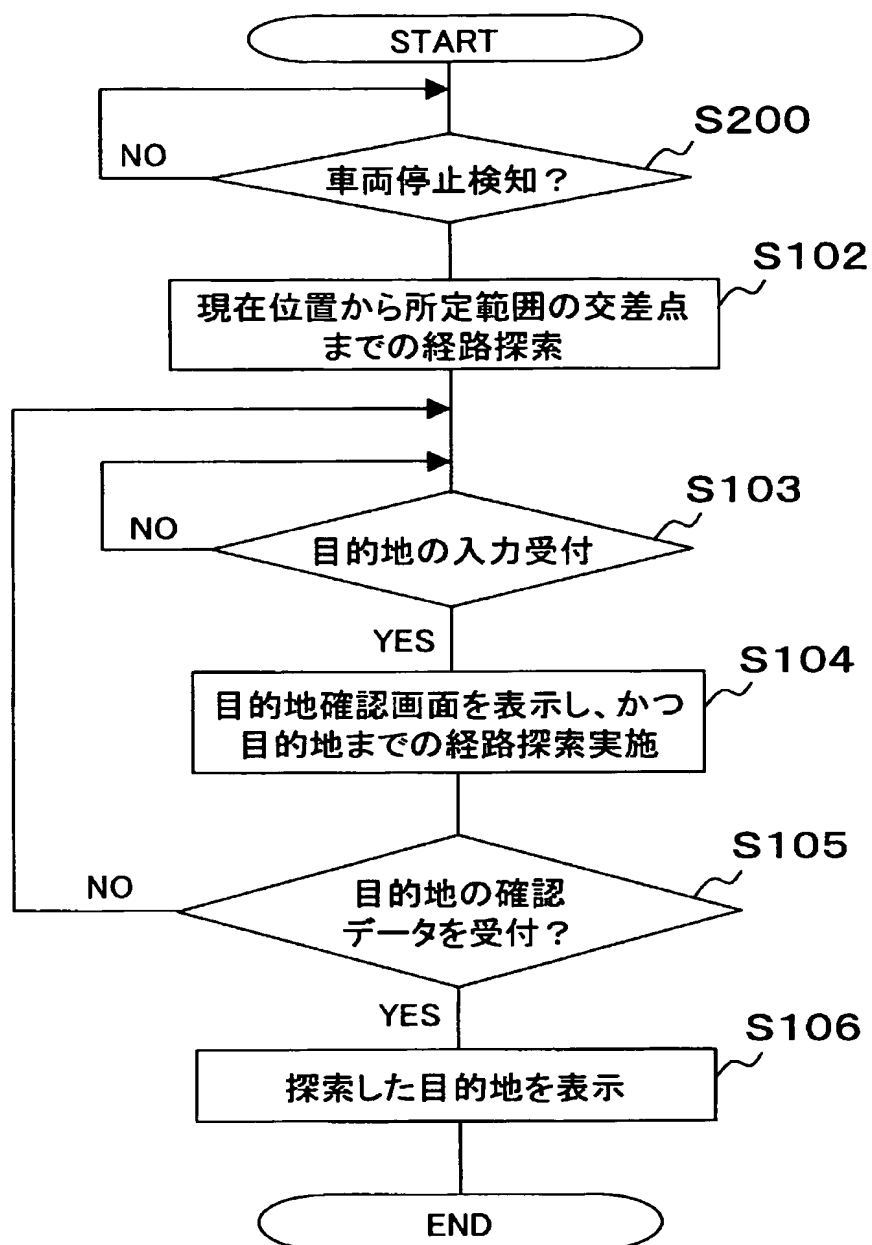 START
S200
NO
車両停止検知？
S102
現在位置から所定範囲の交差点
までの経路探索
S103
NO
目的地の入力受付
YES
S104
目的地確認画面を表示し、かつ
目的地までの経路探索実施
S105
NO
目的地の確認
データを受付？
YES
S106
探索した目的地を表示
END